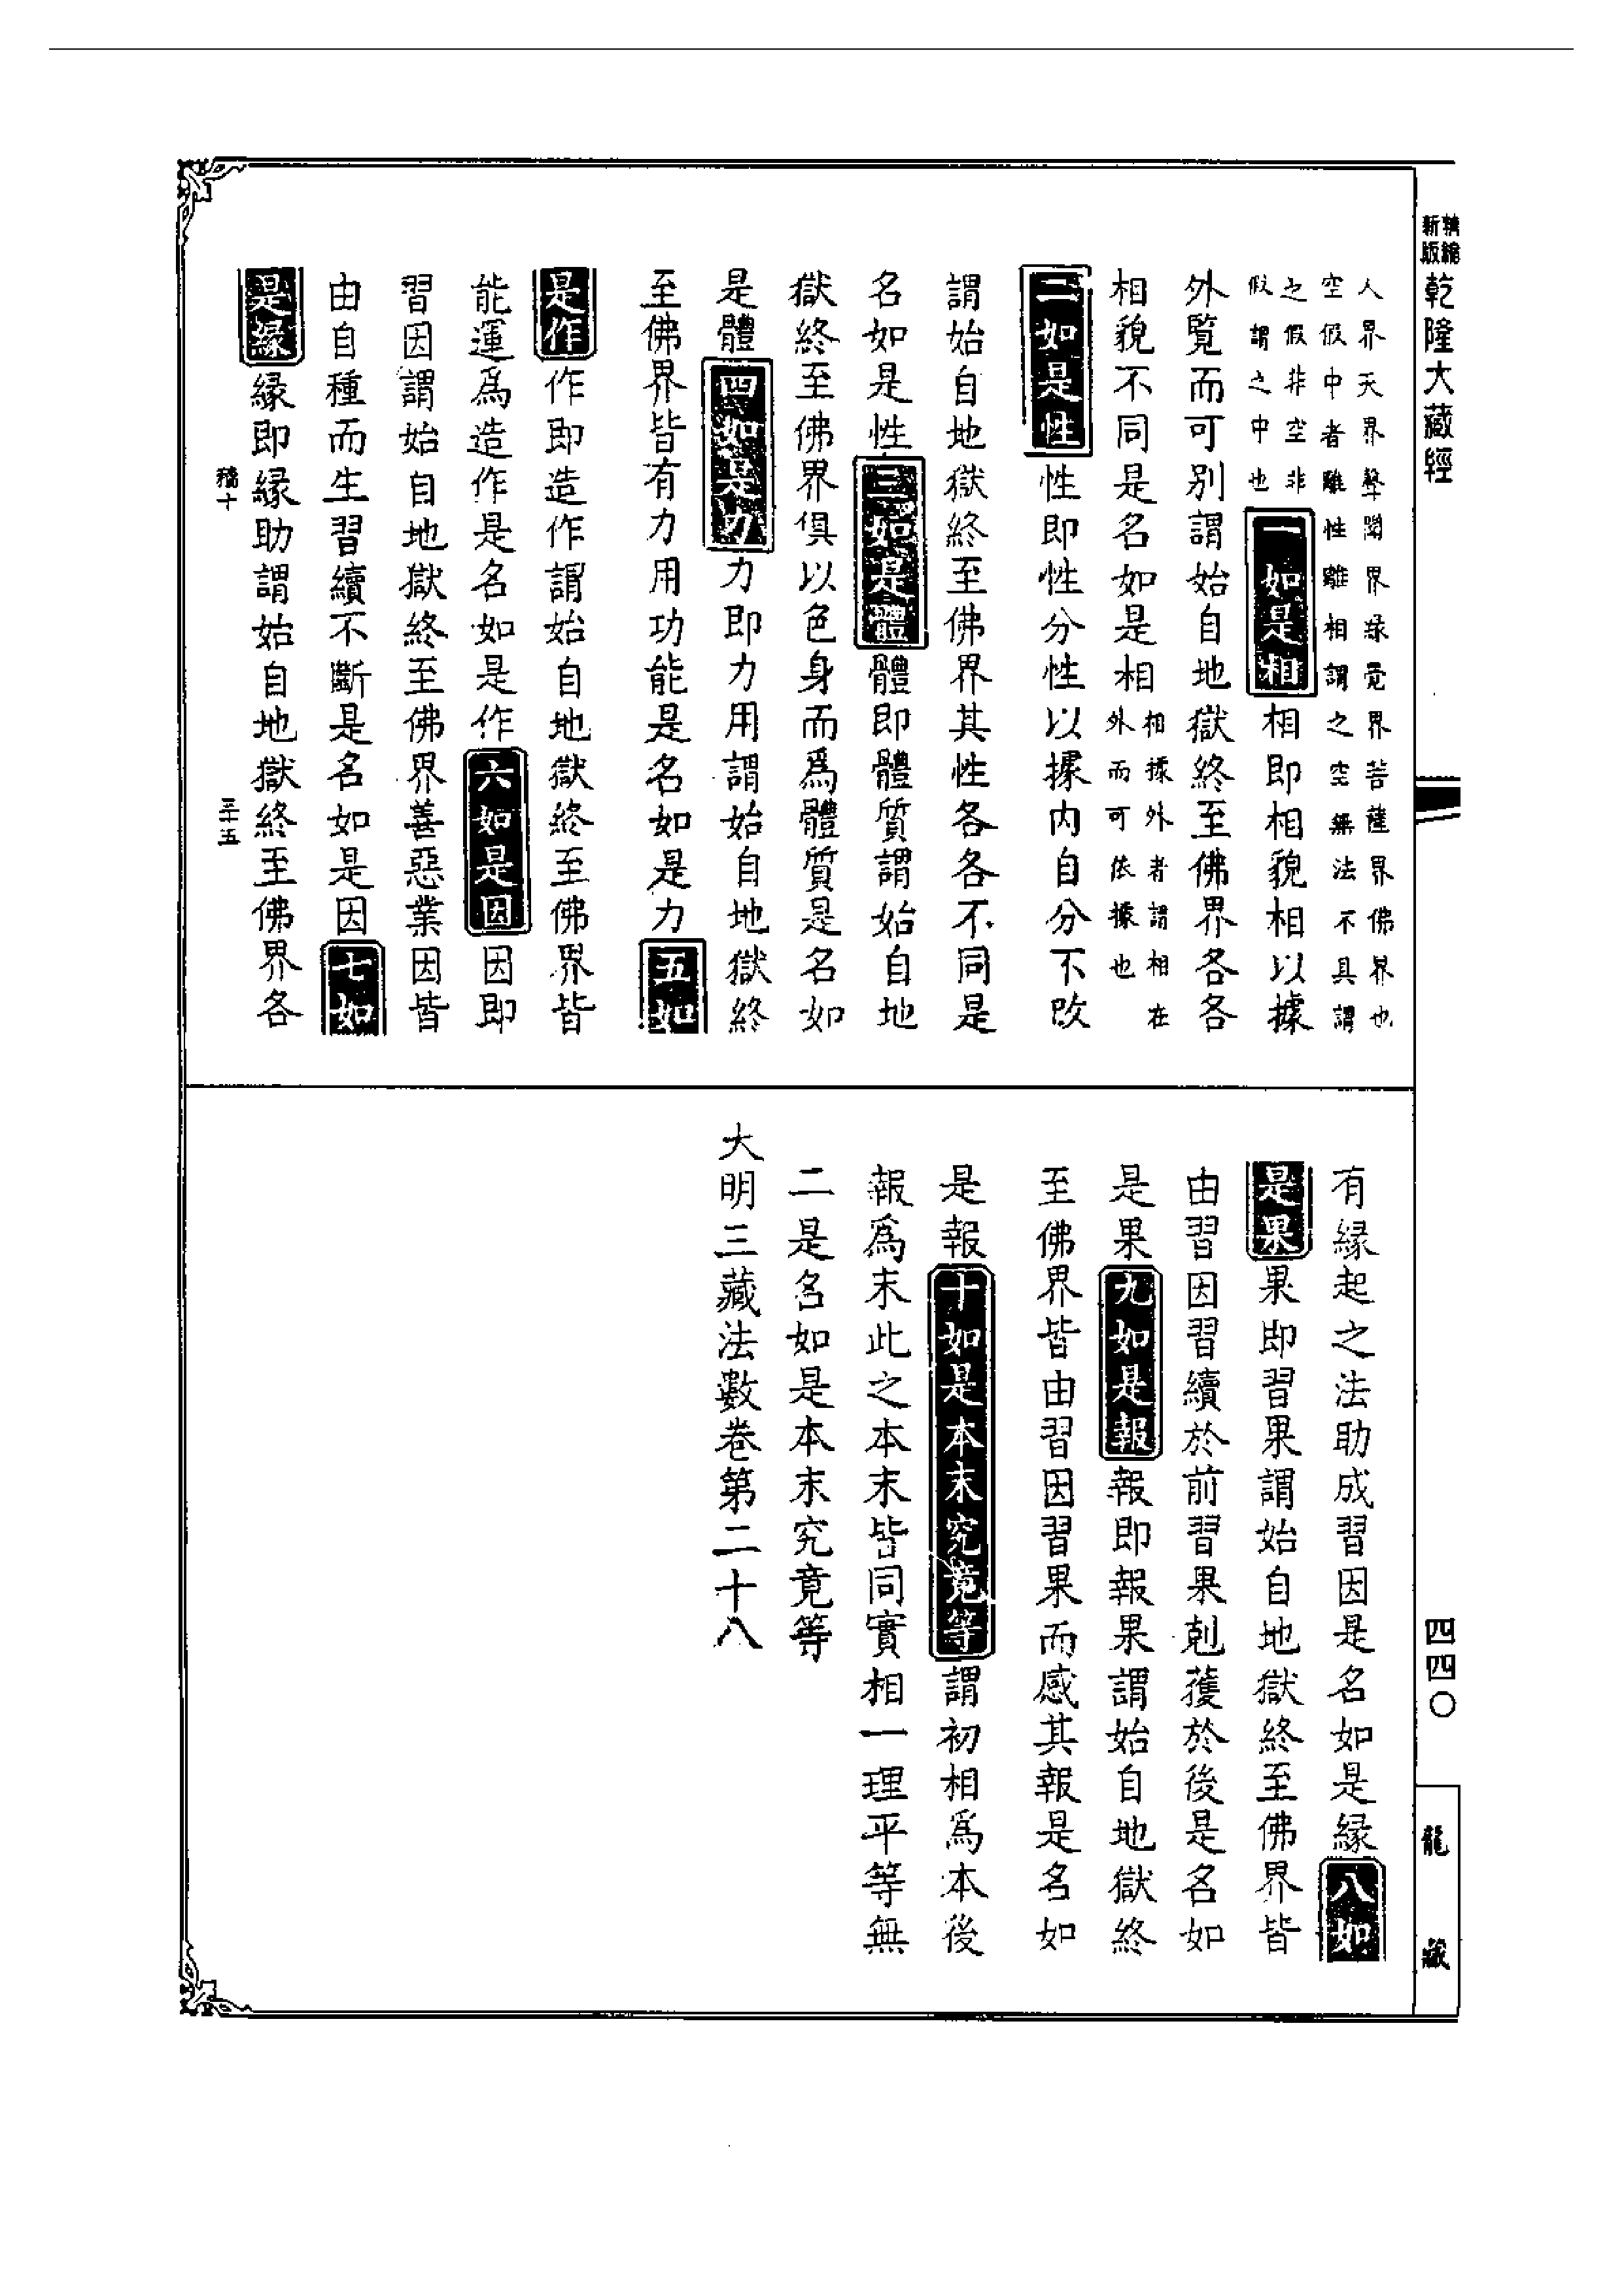 精縮
新版
乾隆大藏經
人界天界聲聞界緣覺界菩薩界佛界也
空假中者離性離相謂之空無法不具謂
之假非空非
假謂之中也
一如是相相即相貌相以據
外覽而可別謂始自地獄終至佛界各各
相貌不同是名如是相
相據外者謂相在
外而可依據也
二如是性性即性分性以據內自分不改
謂始自地獄終至佛界其性各各不同是
名如是性三如是體體即體質謂始自地
獄終至佛界俱以色身而爲體質是名如
是體四如是力力即力用謂始自地獄終
至佛界皆有力用功能是名如是力五如
是作作即造作謂始自地獄終至佛界皆
能運爲造作是名如是作六如是因因即
習因謂始自地獄終至佛界善惡業因皆
由自種而生習續不斷是名如是因七如
是緣緣即緣助謂始自地獄終至佛界各
稽十
三十五
有緣起之法助成習因是名如是緣八如
是果果即習果謂始自地獄終至佛界皆
由習因習續於前習果剋獲於後是名如
是果九如是報報即報果謂始自地獄終
至佛界皆由習因習果而感其報是名如
是報十如是本末究竟等謂初相爲本後
報爲末此之本末皆同實相一理平等無
二是名如是本末究竟等
大明三藏法數卷第二十八
四四〇
龍藏